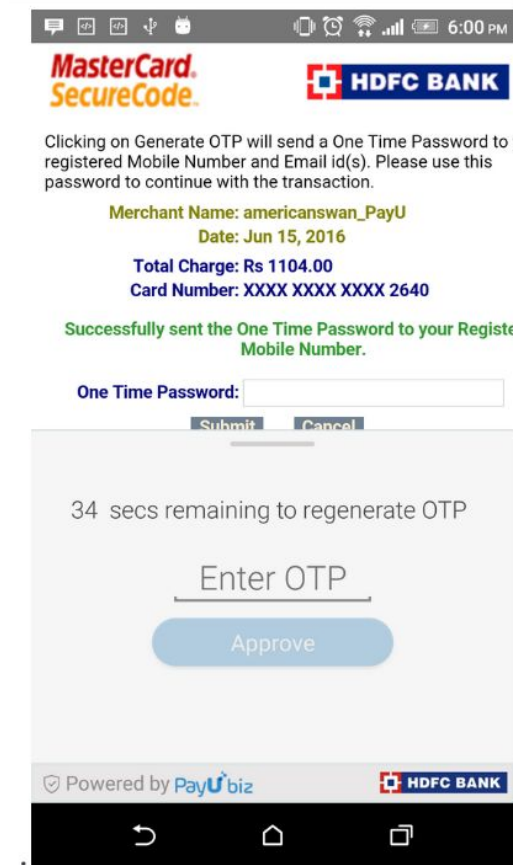 6:00 PM
MasterCard.
SecureCode.
HDFC BANK
Clicking on Generate OTP will send a One Time Password to
registered Mobile Number and Email id(s). Please use this
password to continue with the transaction.
Merchant Name: americanswan_PayU
Date: Jun 15, 2016
Total Charge: Rs 1104.00
Card Number: XXXX XXXX XXXX 2640
Successfully sent the One Time Password to your Registe
Mobile Number.
One Time Password:
Submit Cancel
34 secs remaining to regenerate OTP
Enter OTP
Approve
Powered by PayU biz
HDFC BANK